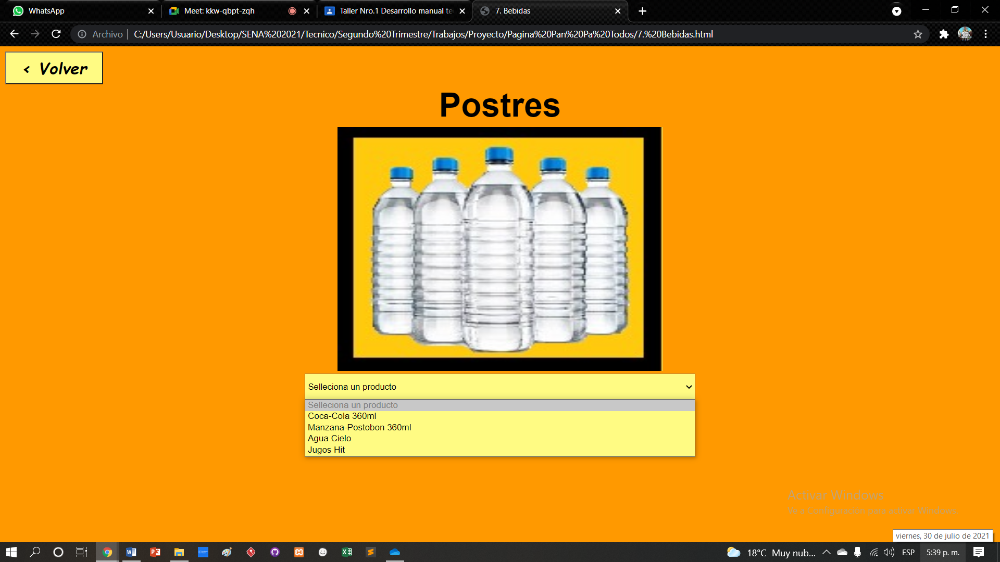 WhatsApp
Meet: kkw-qbpt-zqh
Taller Nro.1 Desarrollo manual te
7. Bebidas
Archivo
C:/Users/Usuario/Desktop/SENA%202021/Tecnico/Segundo%20Trimestre/Trabajos/Proyecto/Pagina%20Pan%20Pa%20Todos/7.%20Bebidas.html
< Volver
Postres
Selleciona un producto
Selleciona un producto
Coca-Cola 360ml
Manzana-Postobon 360ml
Agua Cielo
Jugos Hit
Activar Windows
Ve a Configuración para activar Windows.
viernes, 30 de julio de 2021
18°C Muy nub...
ESP
5:39 p. m.